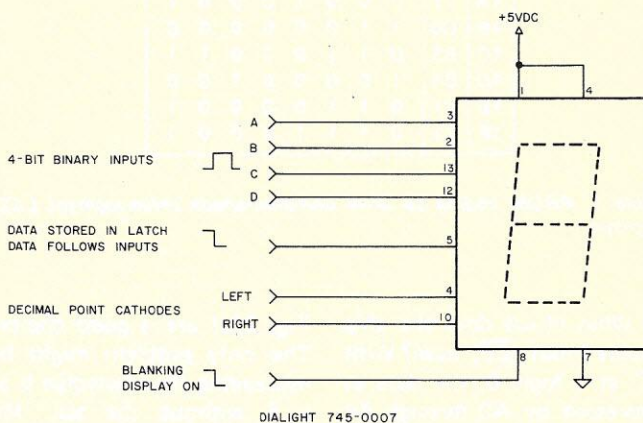 +5VDC
1 4
A 3
B 2
4-BIT BINARY INPUTS
C 13
D 12
DATA STORED IN LATCH
DATA FOLLOWS INPUTS
5
LEFT 4
DECIMAL POINT CATHODES
RIGHT 10
8 7
BLANKING
DISPLAY ON
DIALIGHT 745-0007